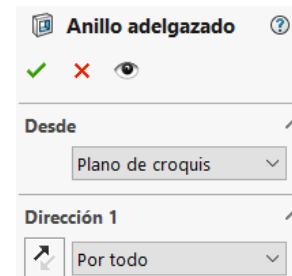 Anillo adelgazado
Desde
Plano de croquis
Dirección 1
Por todo